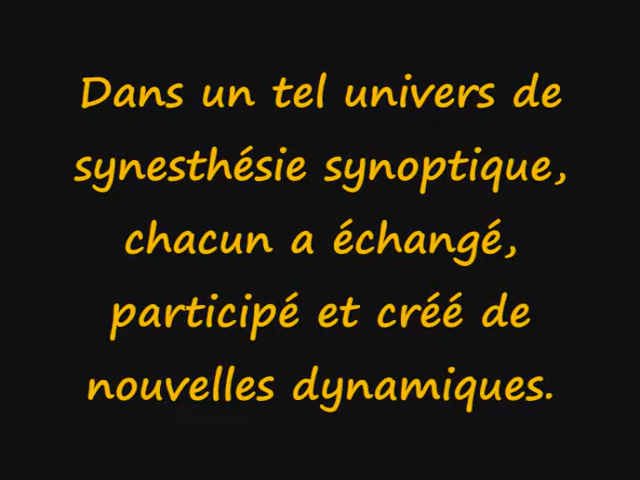 Dans un tel univers de
synesthésie synoptique,
chacun a échangé,
participé et créé de
nouvelles dynamiques.